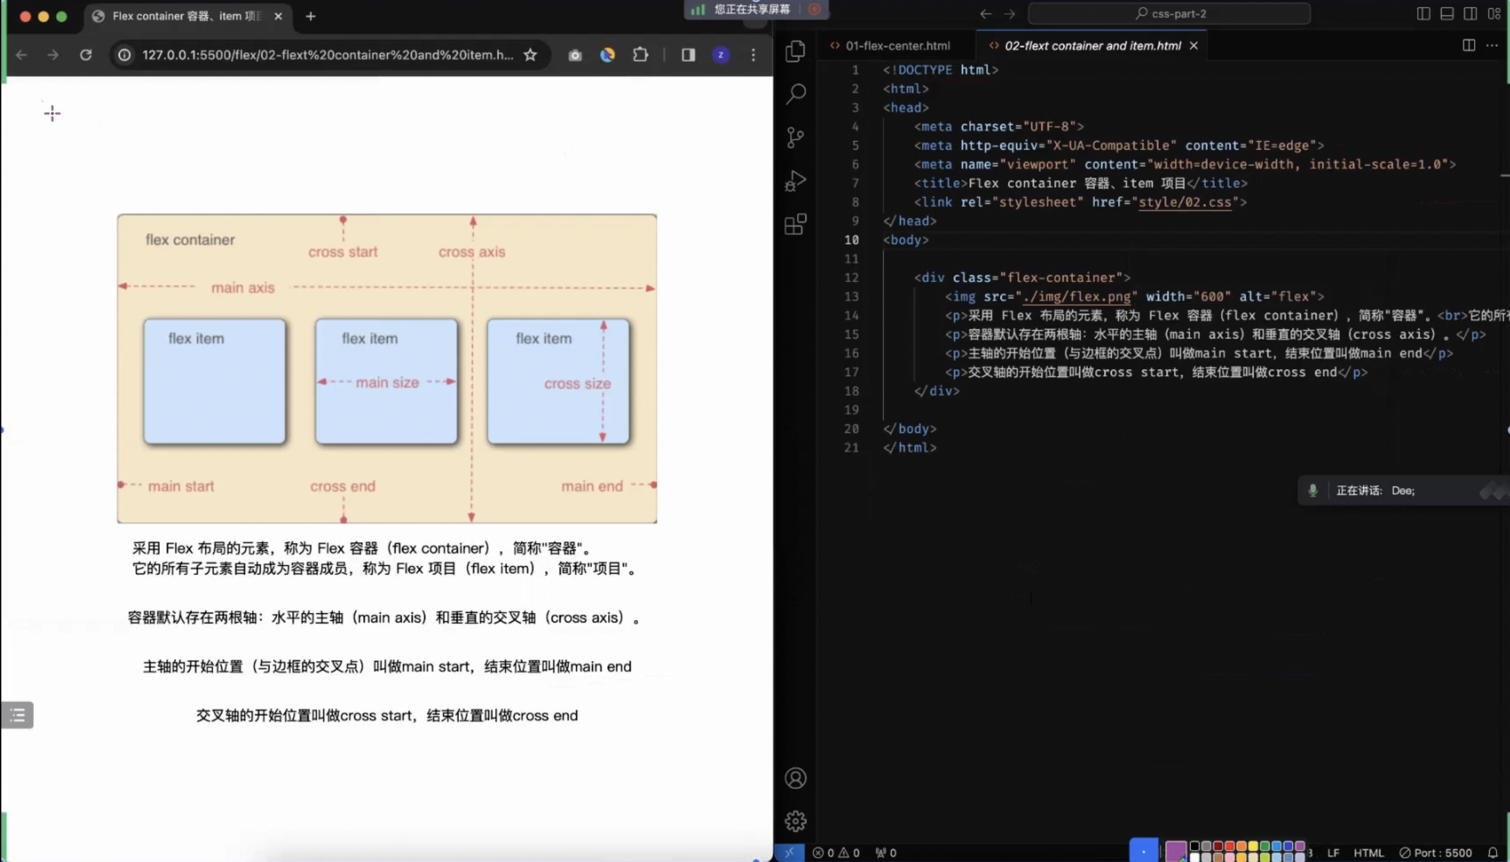 Flex container 容器、item 项目
您正在共享屏幕
css-part-2
127.0.0.1:5500/flex/02-flext%20container%20and%20item.h...
z
01-flex-center.html
02-flext container and item.html
flex container
cross start
cross axis
main axis
flex item
flex item
flex item
main size
cross size
main start
cross end
main end
采用 Flex 布局的元素，称为 Flex 容器（flex container），简称"容器"。
它的所有子元素自动成为容器成员，称为 Flex 项目（flex item），简称"项目"。
容器默认存在两根轴：水平的主轴（main axis）和垂直的交叉轴（cross axis）。
主轴的开始位置（与边框的交叉点）叫做main start，结束位置叫做main end
交叉轴的开始位置叫做cross start，结束位置叫做cross end
1 <!DOCTYPE html>
2 <html>
3 <head>
4 <meta charset="UTF-8">
5 <meta http-equiv="X-UA-Compatible" content="IE=edge">
6 <meta name="viewport" content="width=device-width, initial-scale=1.0">
7 <title>Flex container 容器、item 项目</title>
8 <link rel="stylesheet" href="style/02.css">
9 </head>
10 <body>
11
12 <div class="flex-container">
13 <img src="./img/flex.png" width="600" alt="flex">
14 <p>采用 Flex 布局的元素，称为 Flex 容器（flex container），简称"容器"。<br>它的所有
15 <p>容器默认存在两根轴：水平的主轴（main axis）和垂直的交叉轴（cross axis）。</p>
16 <p>主轴的开始位置（与边框的交叉点）叫做main start，结束位置叫做main end</p>
17 <p>交叉轴的开始位置叫做cross start，结束位置叫做cross end</p>
18 </div>
19
20 </body>
21 </html>
正在讲话: Dee;
0 0 0
LF HTML Port : 5500